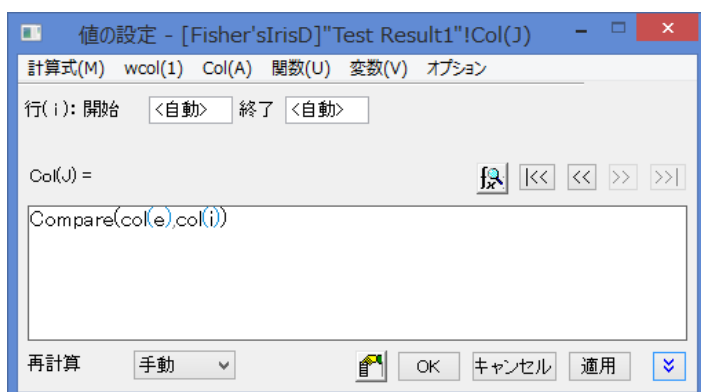 値の設定 - [Fisher'sIrisD]"Test Result1"!Col(J)
計算式(M) wcol(1) Col(A) 関数(U) 変数(V) オプション
行(i): 開始 <自動> 終了 <自動>
Col(J) =
|<< << >> >>|
Compare(col(e),col(i))
再計算 手動 OK キャンセル 適用